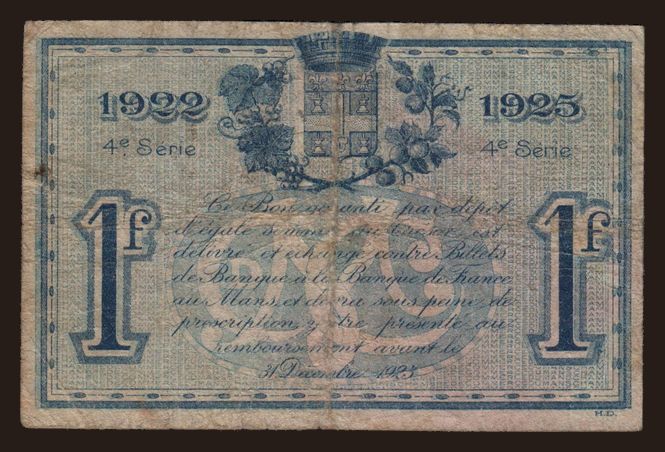 1922
1925
4e Série
4e Série
1f
1f
Ce Bon garanti par dépôt
d'égale somme au Trésor est
délivré et échangé contre Billets
de Banque à la Banque de France
au Mans, et devra sous peine de
prescription, y être présenté au
remboursement avant le
31 Décembre 1925
H.D.